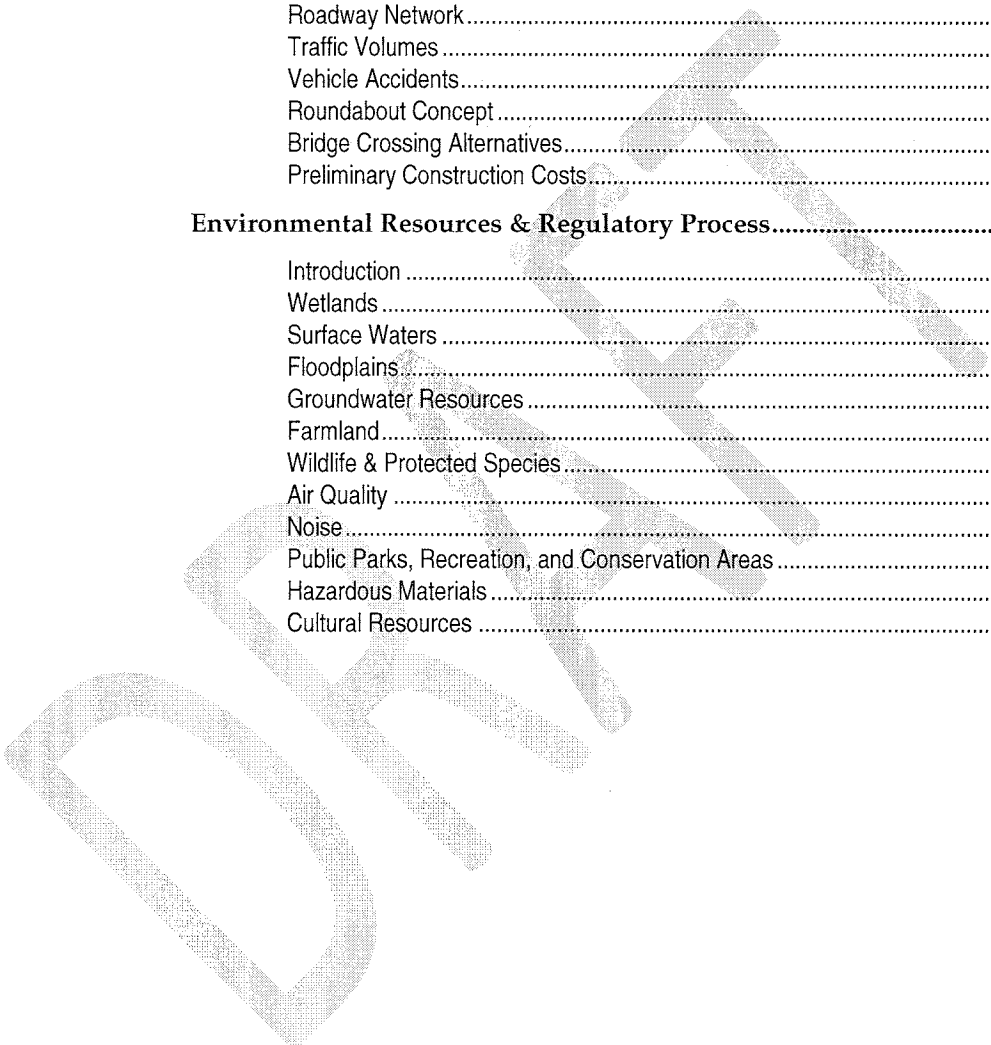 Roadway Network
Traffic Volumes
Vehicle Accidents
Roundabout Concept
Bridge Crossing Alternatives
Preliminary Construction Costs
Environmental Resources & Regulatory Process
Introduction
Wetlands
Surface Waters
Floodplains
Groundwater Resources
Farmland
Wildlife & Protected Species
Air Quality
Noise
Public Parks, Recreation, and Conservation Areas
Hazardous Materials
Cultural Resources
DRAFT